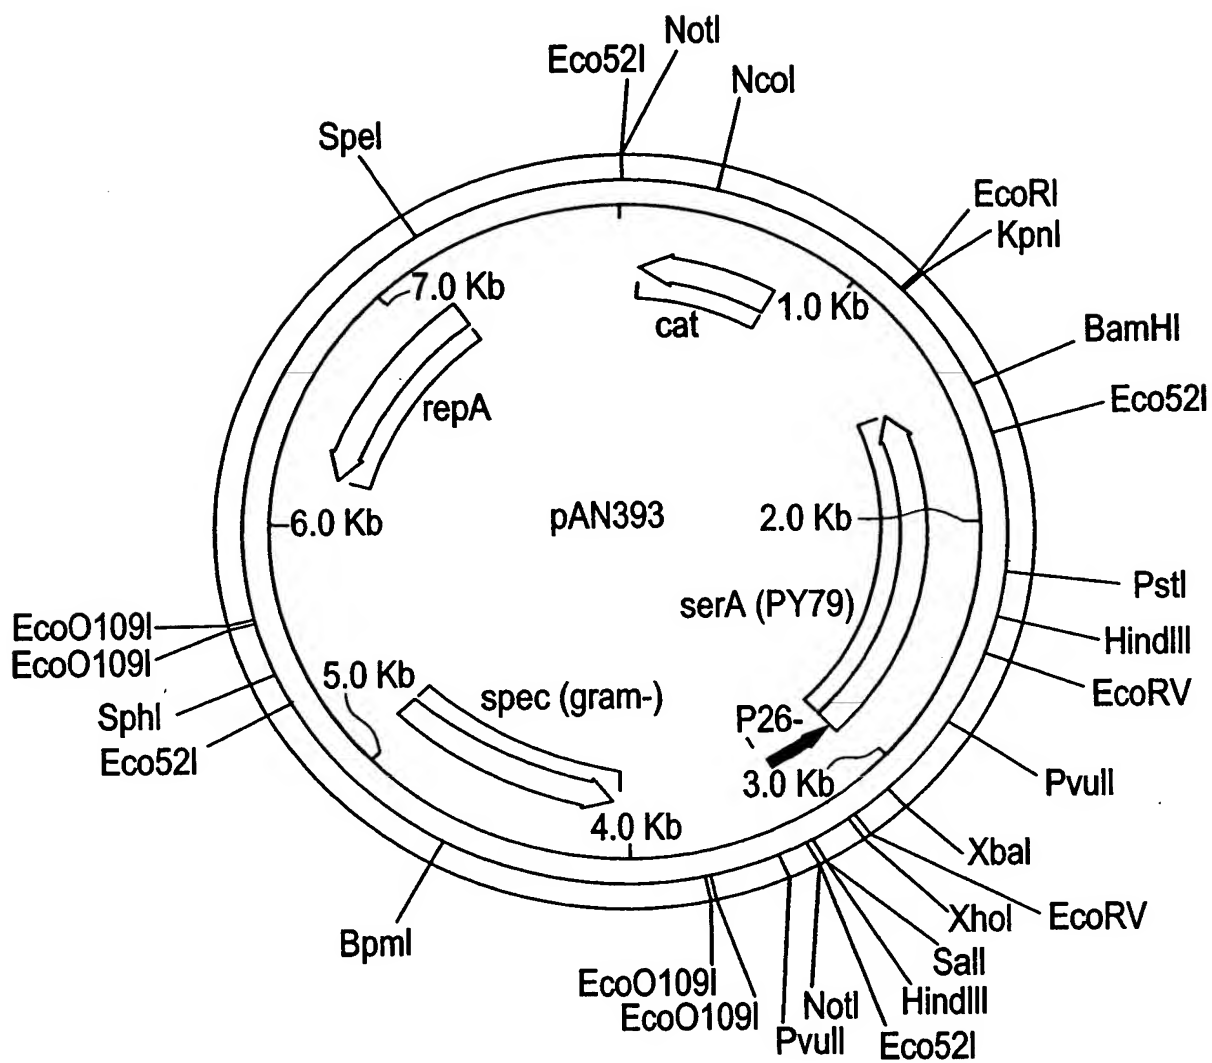 NotI
Eco52I
NcoI
SpeI
EcoRI
KpnI
7.0 Kb
1.0 Kb
cat
BamHI
repA
Eco52I
6.0 Kb
pAN393
2.0 Kb
PstI
serA (PY79)
EcoO109I
HindIII
EcoO109I
5.0 Kb
spec (gram-)
EcoRV
SphI
P26-
Eco52I
3.0 Kb
PvuII
4.0 Kb
XbaI
XhoI
EcoRV
BpmI
SalI
EcoO109I
HindIII
NotI
EcoO109I
PvuII
Eco52I